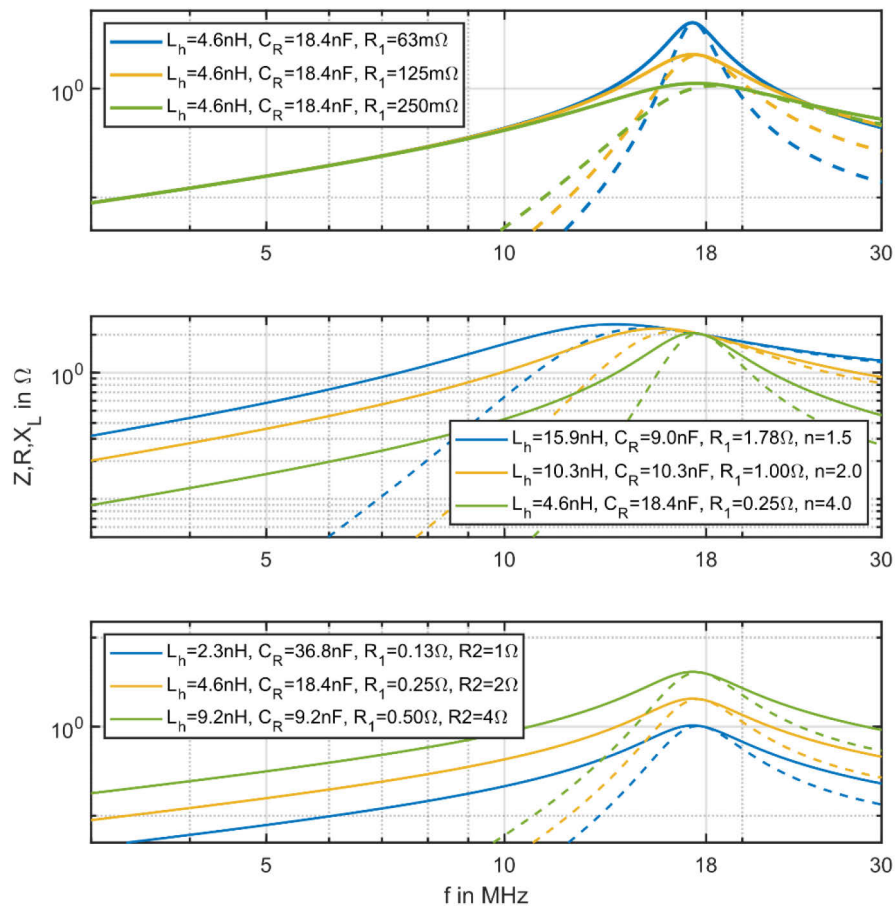 L_h=4.6nH, C_R=18.4nF, R_1=63mΩ
L_h=4.6nH, C_R=18.4nF, R_1=125mΩ
L_h=4.6nH, C_R=18.4nF, R_1=250mΩ
10^0
5 10 18 30
Z,R,X_L in Ω
10^0
L_h=15.9nH, C_R=9.0nF, R_1=1.78Ω, n=1.5
L_h=10.3nH, C_R=10.3nF, R_1=1.00Ω, n=2.0
L_h=4.6nH, C_R=18.4nF, R_1=0.25Ω, n=4.0
5 10 18 30
L_h=2.3nH, C_R=36.8nF, R_1=0.13Ω, R2=1Ω
L_h=4.6nH, C_R=18.4nF, R_1=0.25Ω, R2=2Ω
L_h=9.2nH, C_R=9.2nF, R_1=0.50Ω, R2=4Ω
10^0
5 10 18 30
f in MHz